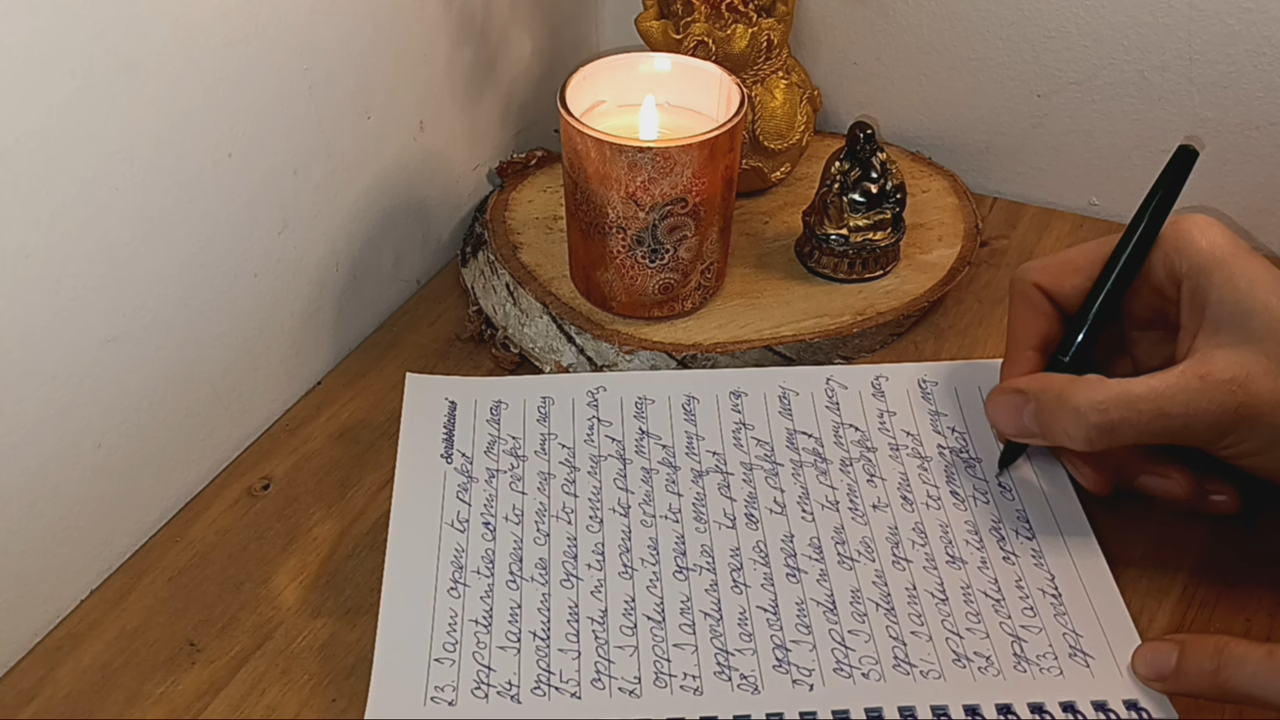 Scribblicious
23. I am open to perfect
opportunities coming my way
24. I am open to perfect
opportunities coming my way
25. I am open to perfect
opportunities coming my way
26. I am open to perfect
opportunities coming my way
27. I am open to perfect
opportunities coming my way
28. I am open to perfect
opportunities coming my way.
29. I am open to perfect
opportunities coming my way.
30. I am open to
opportunities coming my way
31. I am open to perfect
opportunities coming my way.
32. I am open to perfect
opportunities co
33. I am open
opportunities